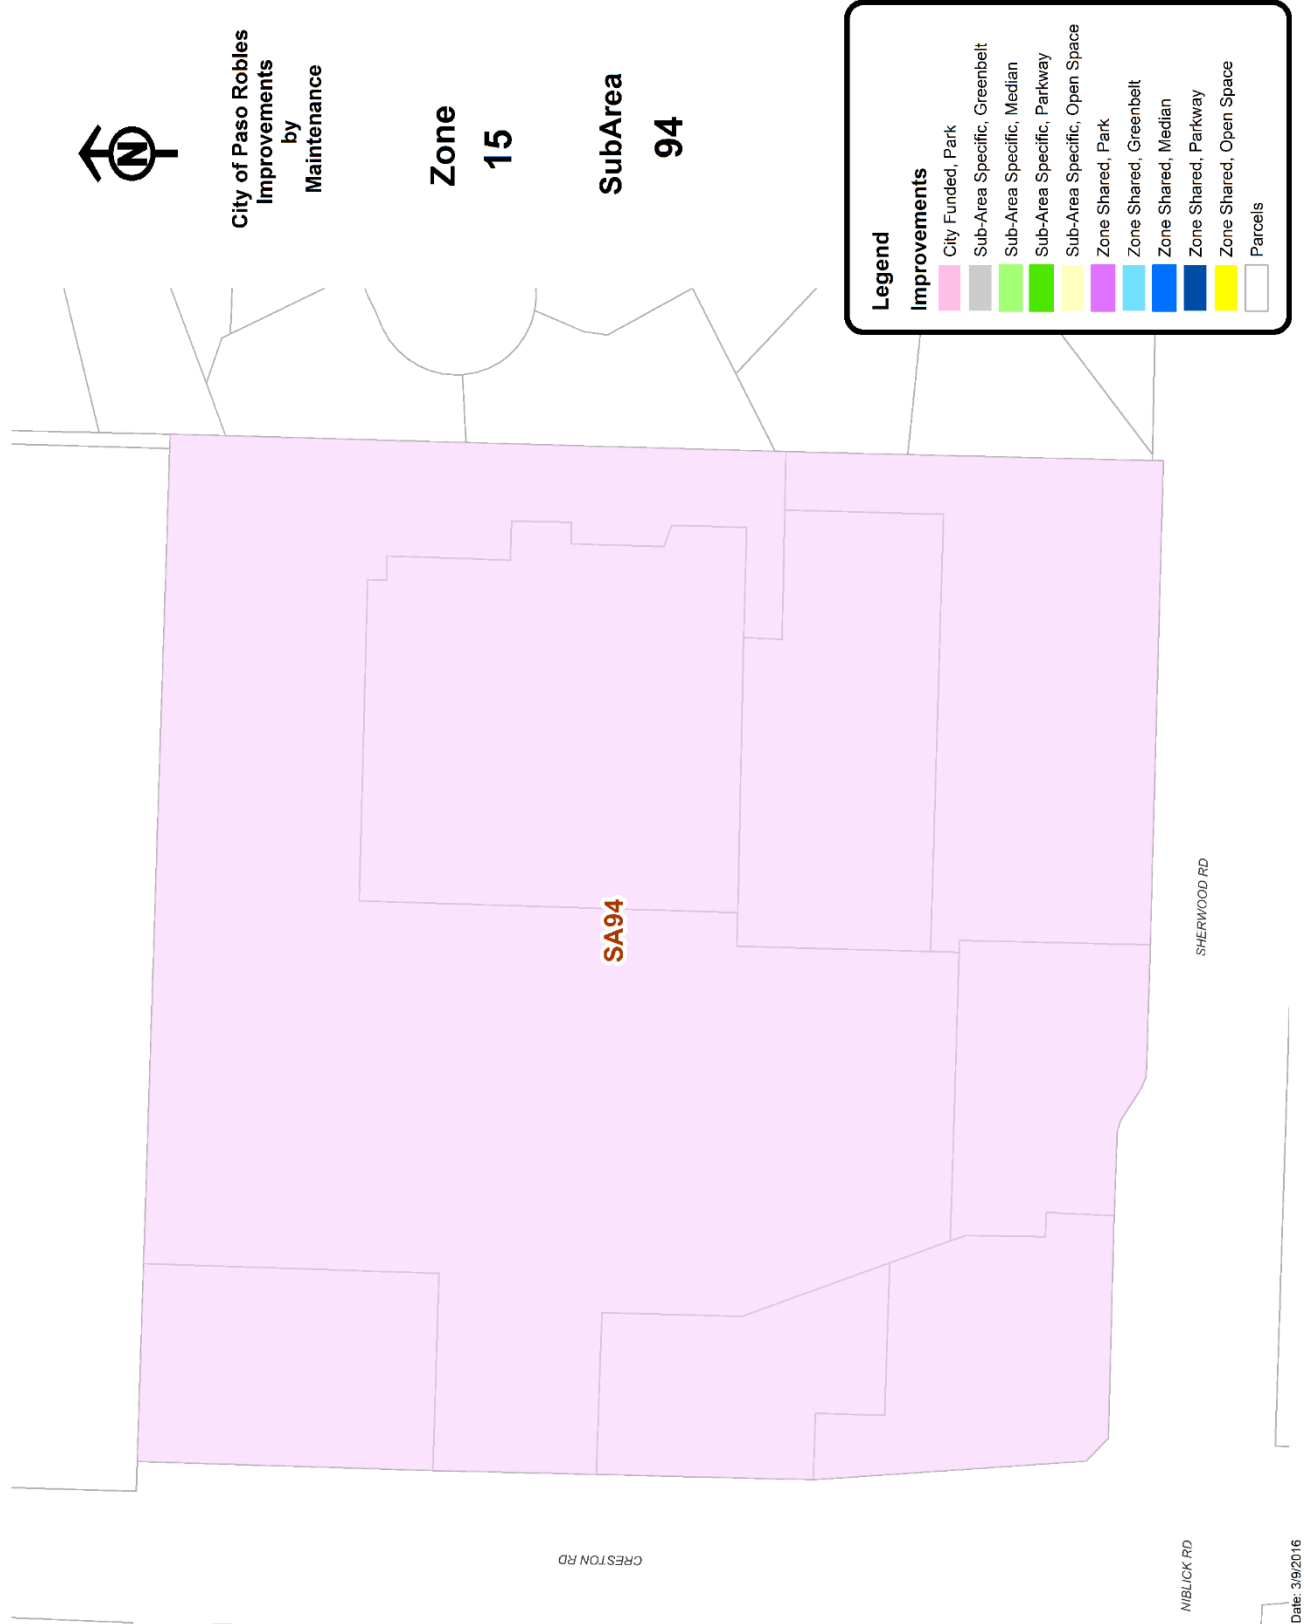 N
City of Paso Robles
Improvements
by
Maintenance
Zone
15
SubArea
94
Legend
Improvements
City Funded, Park
Sub-Area Specific, Greenbelt
Sub-Area Specific, Median
Sub-Area Specific, Parkway
Sub-Area Specific, Open Space
Zone Shared, Park
Zone Shared, Greenbelt
Zone Shared, Median
Zone Shared, Parkway
Zone Shared, Open Space
Parcels
SA94
SHERWOOD RD
CRESTON RD
NIBLICK RD
Date: 3/9/2016